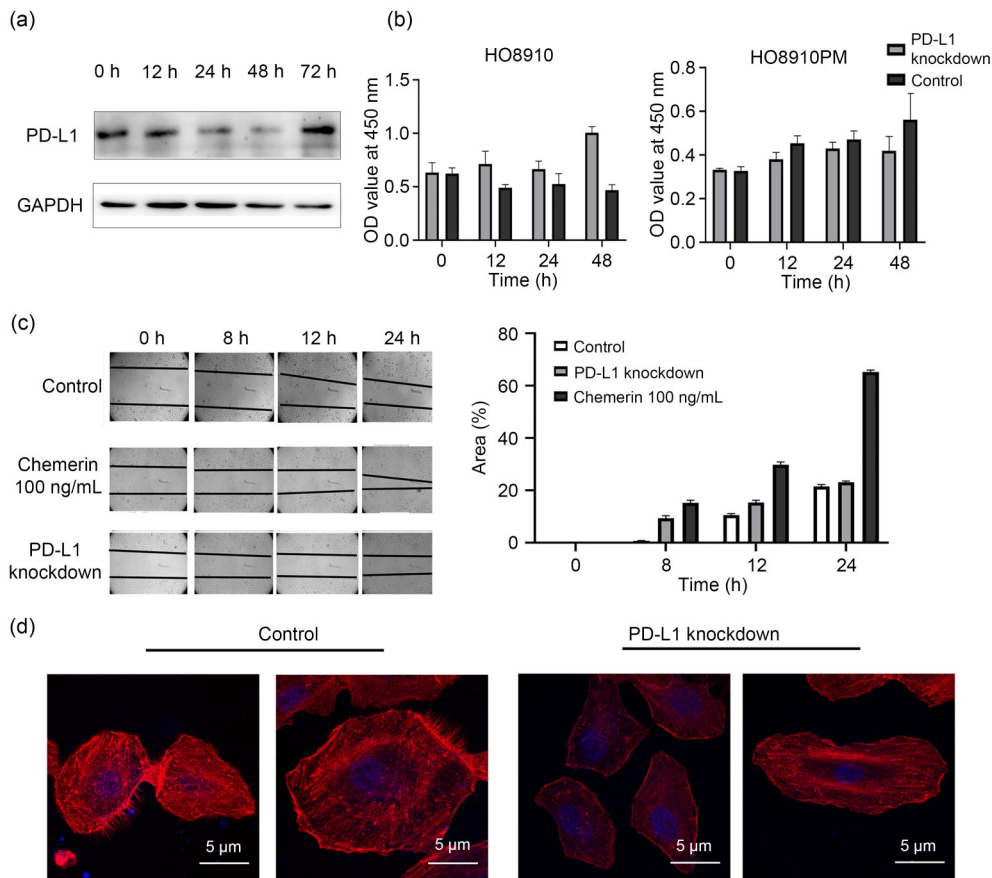 (a)
0 h 12 h 24 h 48 h 72 h
PD-L1
GAPDH
(b)
HO8910
OD value at 450 nm
1.5
1.0
0.5
0.0
0 12 24 48
Time (h)
HO8910PM
PD-L1
knockdown
Control
OD value at 450 nm
0.8
0.6
0.4
0.2
0.0
0 12 24 48
Time (h)
(c)
0 h 8 h 12 h 24 h
Control
Chemerin
100 ng/mL
PD-L1
knockdown
Area (%)
80
60
40
20
0
Control
PD-L1 knockdown
Chemerin 100 ng/mL
0 8 12 24
Time (h)
(d)
Control
PD-L1 knockdown
5 μm
5 μm
5 μm
5 μm